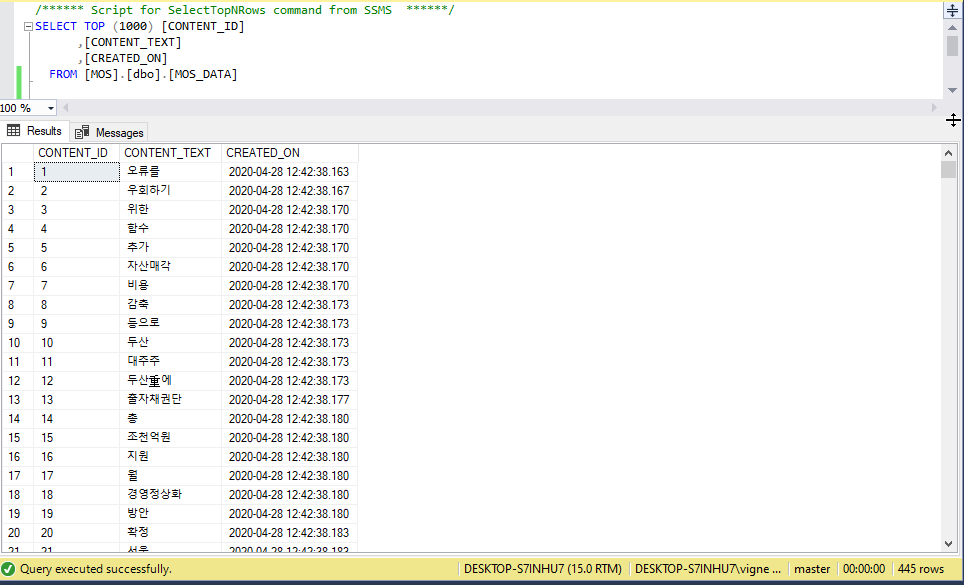 /****** Script for SelectTopNRows command from SSMS  ******/
SELECT TOP (1000) [CONTENT_ID]
,[CONTENT_TEXT]
,[CREATED_ON]
FROM [MOS].[dbo].[MOS_DATA]
100 %
Results Messages
CONTENT_ID CONTENT_TEXT CREATED_ON
1 1 오류를 2020-04-28 12:42:38.163
2 2 우회하기 2020-04-28 12:42:38.167
3 3 위한 2020-04-28 12:42:38.170
4 4 함수 2020-04-28 12:42:38.170
5 5 추가 2020-04-28 12:42:38.170
6 6 자산매각 2020-04-28 12:42:38.170
7 7 비용 2020-04-28 12:42:38.170
8 8 감축 2020-04-28 12:42:38.173
9 9 등으로 2020-04-28 12:42:38.173
10 10 두산 2020-04-28 12:42:38.173
11 11 대주주 2020-04-28 12:42:38.173
12 12 두산重에 2020-04-28 12:42:38.173
13 13 출자채권단 2020-04-28 12:42:38.177
14 14 총 2020-04-28 12:42:38.180
15 15 조천억원 2020-04-28 12:42:38.180
16 16 지원 2020-04-28 12:42:38.180
17 17 월 2020-04-28 12:42:38.180
18 18 경영정상화 2020-04-28 12:42:38.180
19 19 방안 2020-04-28 12:42:38.180
20 20 확정 2020-04-28 12:42:38.183
21 21 서울 2020-04-28 12:42:38.183
Query executed successfully. DESKTOP-S7INHU7 (15.0 RTM) DESKTOP-S7INHU7\vigne ... master 00:00:00 445 rows